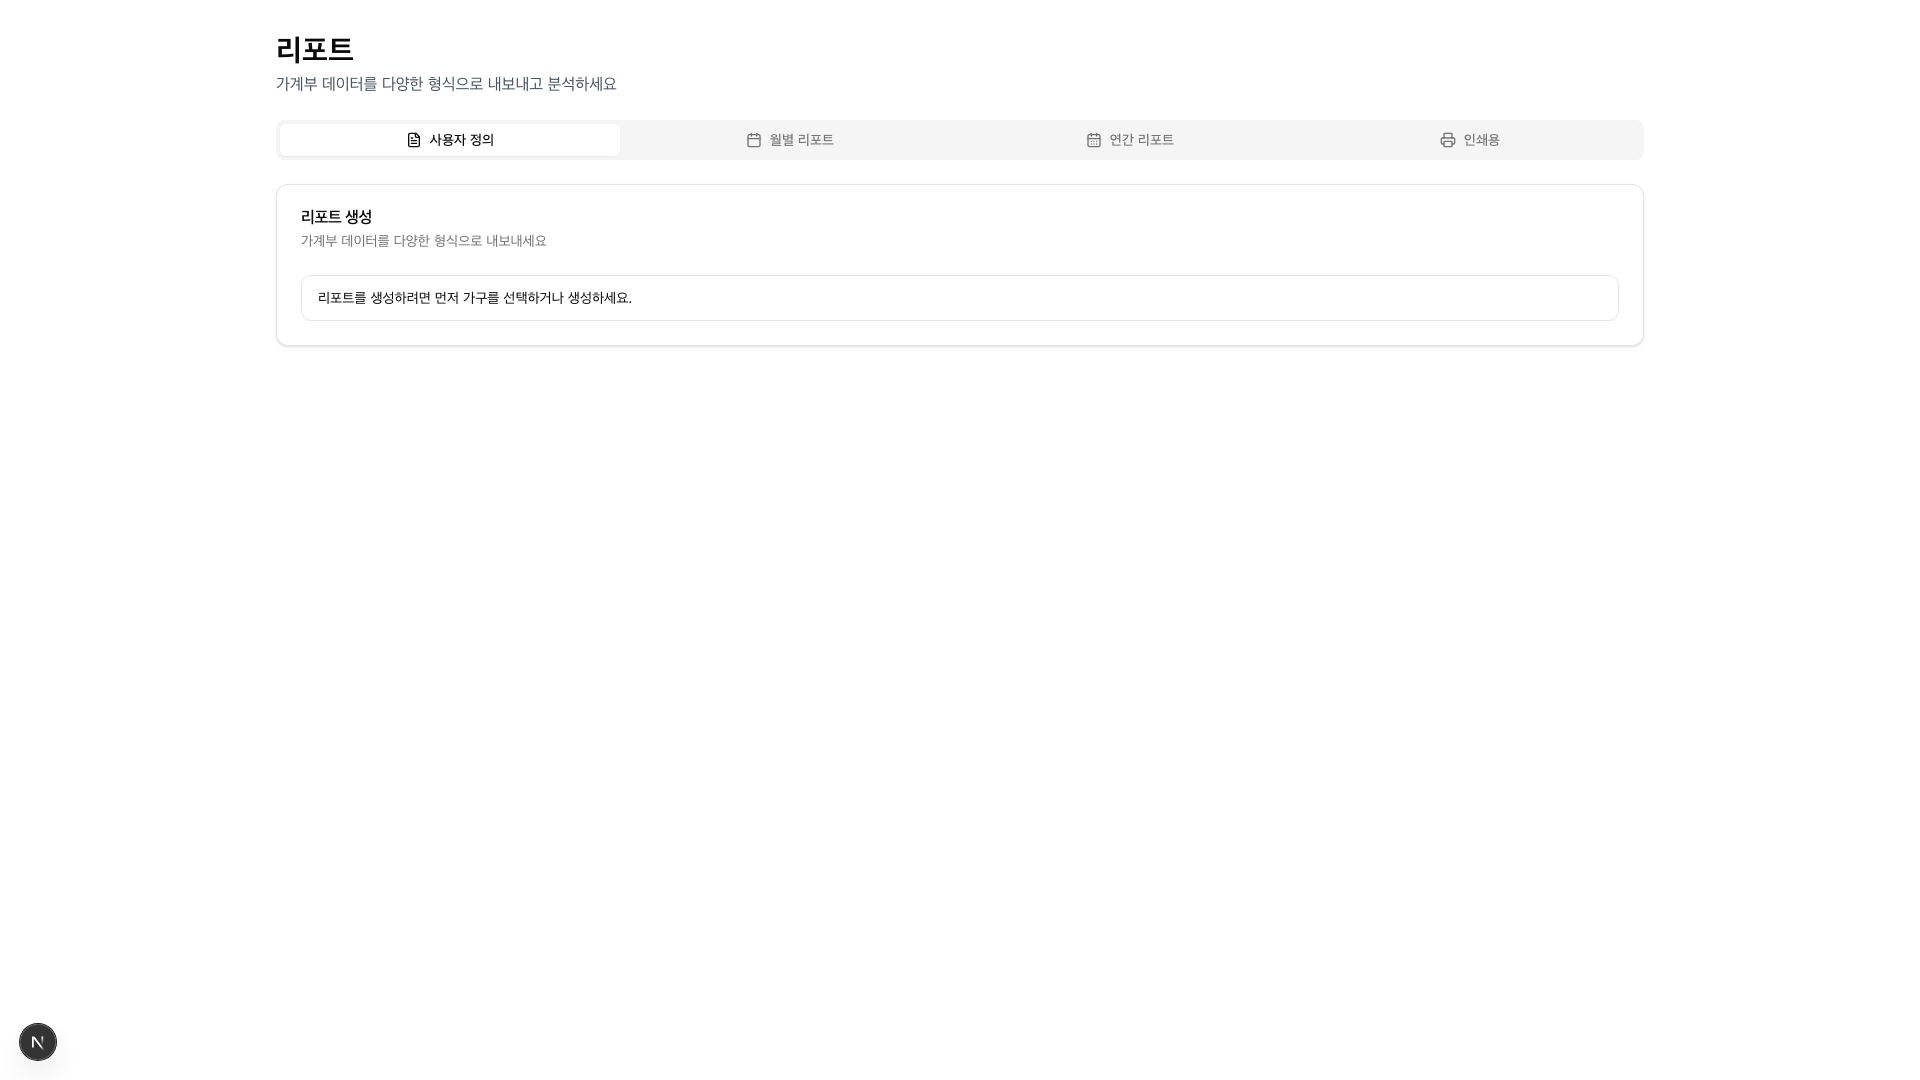 리포트
가계부 데이터를 다양한 형식으로 내보내고 분석하세요
사용자 정의
월별 리포트
연간 리포트
인쇄용
리포트 생성
가계부 데이터를 다양한 형식으로 내보내세요
리포트를 생성하려면 먼저 가구를 선택하거나 생성하세요.
N